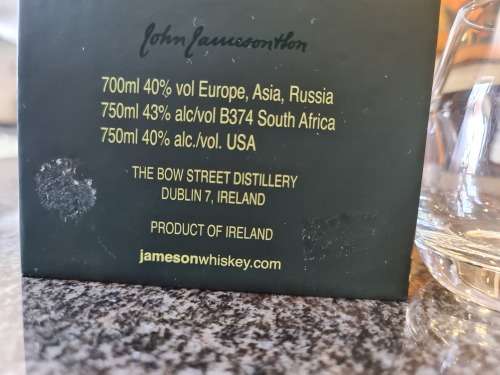 John Jameson & Son
700ml 40% vol Europe, Asia, Russia
750ml 43% alc/vol B374 South Africa
750ml 40% alc./vol. USA
THE BOW STREET DISTILLERY
DUBLIN 7, IRELAND
PRODUCT OF IRELAND
jamesonwhiskey.com